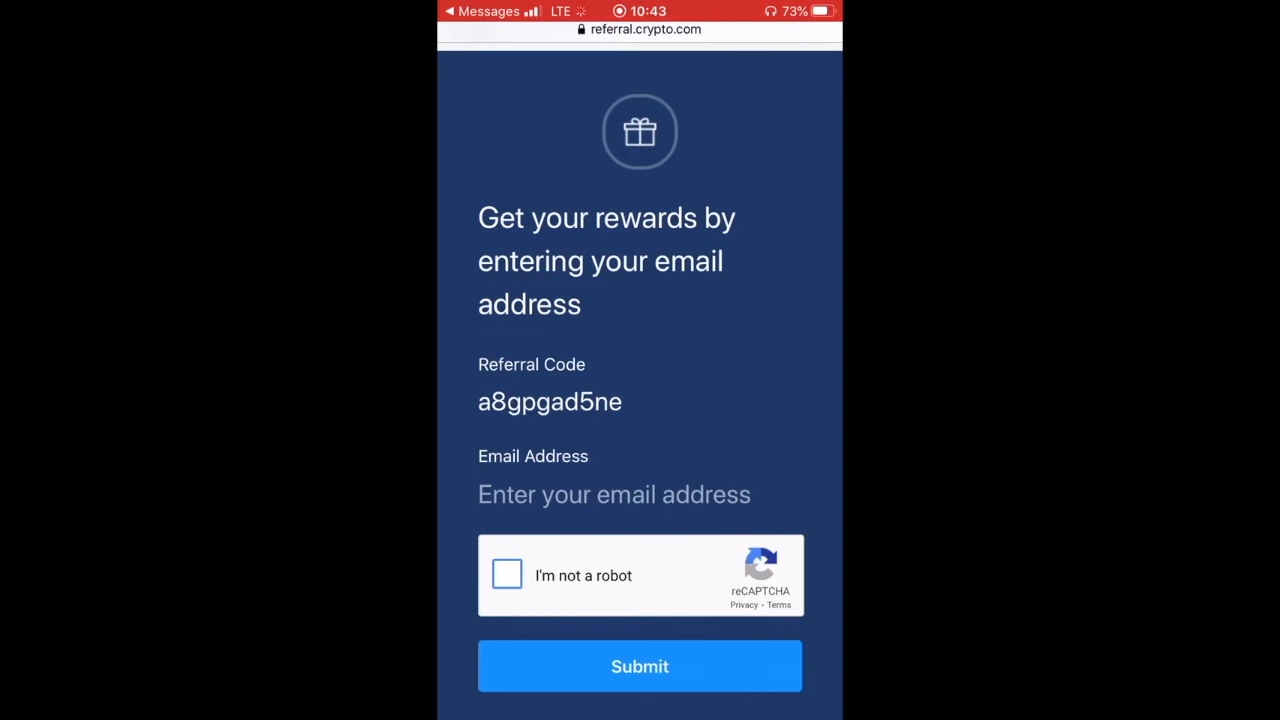 Messages LTE 10:43 73%
referral.crypto.com
Get your rewards by
entering your email
address
Referral Code
a8gpgad5ne
Email Address
Enter your email address
I'm not a robot
reCAPTCHA
Privacy - Terms
Submit